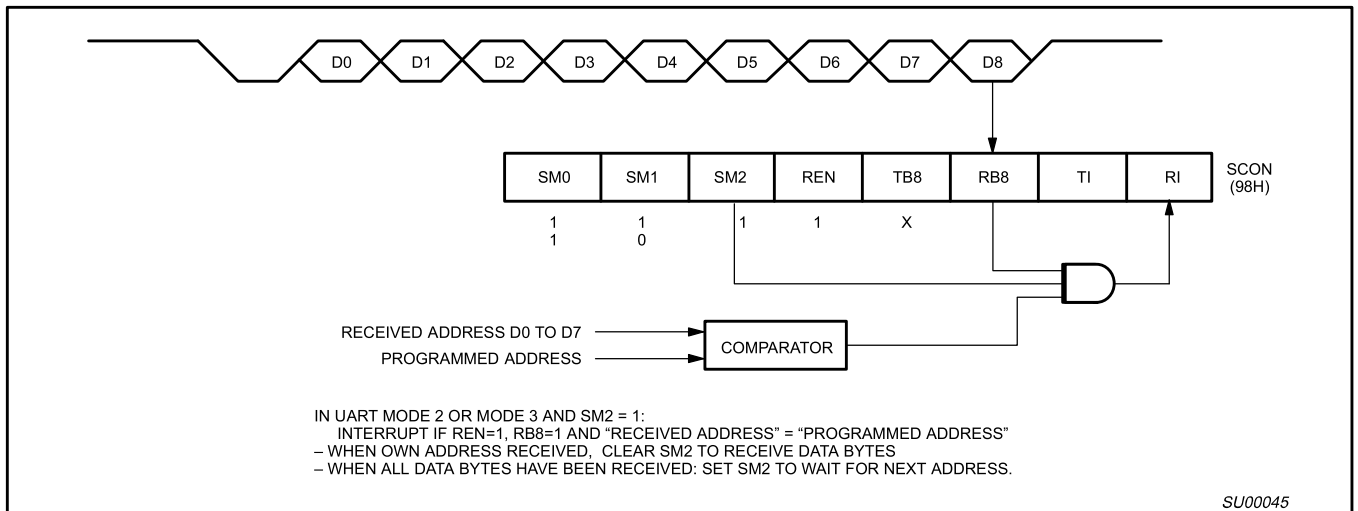 D0 D1 D2 D3 D4 D5 D6 D7 D8
SM0 SM1 SM2 REN TB8 RB8 TI RI
SCON
(98H)
1 1 1 1 X
1 0
RECEIVED ADDRESS D0 TO D7
PROGRAMMED ADDRESS
COMPARATOR
IN UART MODE 2 OR MODE 3 AND SM2 = 1:
INTERRUPT IF REN=1, RB8=1 AND “RECEIVED ADDRESS” = “PROGRAMMED ADDRESS”
– WHEN OWN ADDRESS RECEIVED, CLEAR SM2 TO RECEIVE DATA BYTES
– WHEN ALL DATA BYTES HAVE BEEN RECEIVED: SET SM2 TO WAIT FOR NEXT ADDRESS.
SU00045